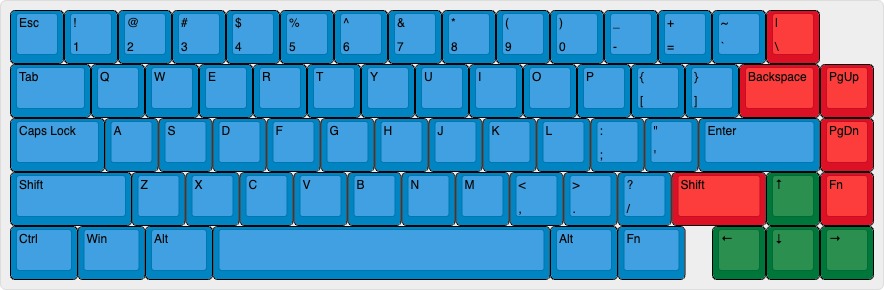 Esc ! @ # $ % ^ & * ( ) _ + ~ |
1 2 3 4 5 6 7 8 9 0 - = ` \
Tab Q W E R T Y U I O P { } Backspace PgUp
[ ]
Caps Lock A S D F G H J K L : " Enter PgDn
; '
Shift Z X C V B N M < > ? Shift ↑ Fn
, . /
Ctrl Win Alt Alt Fn ← ↓ →